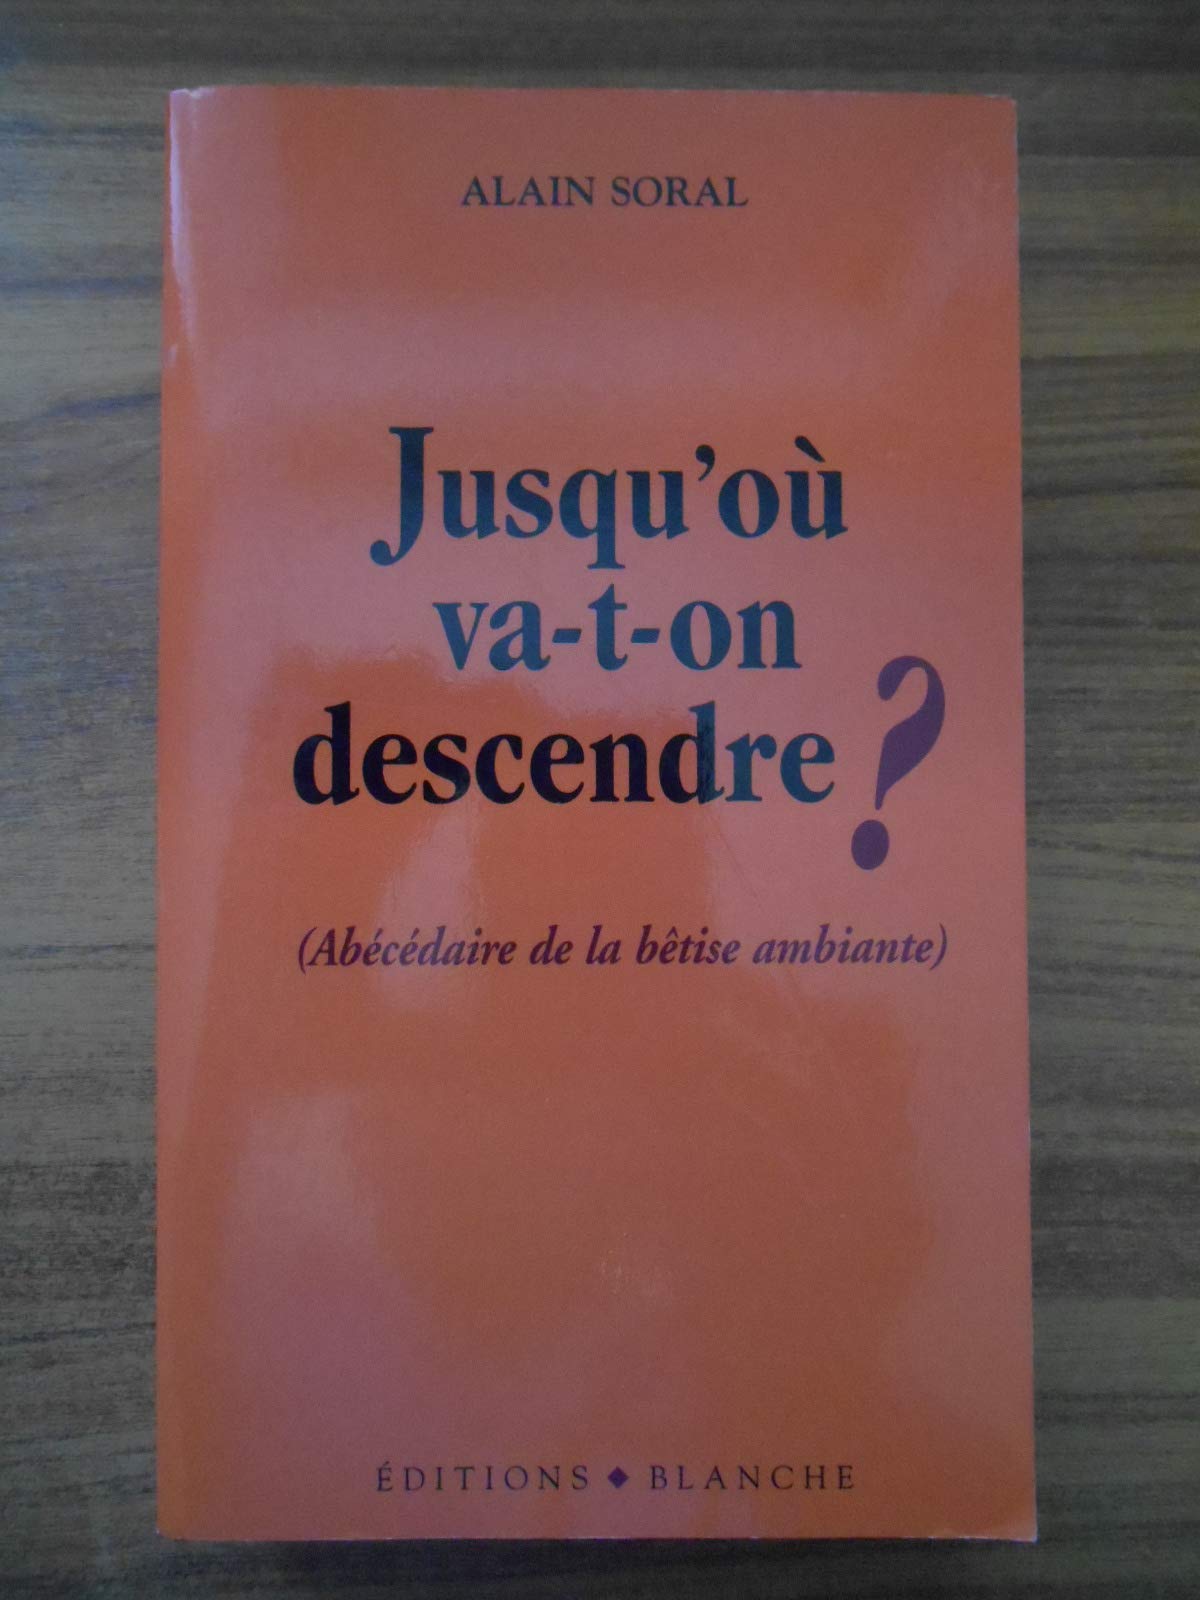 ALAIN SORAL
Jusqu'où
va-t-on
descendre ?
(Abécédaire de la bêtise ambiante)
ÉDITIONS ◆ BLANCHE